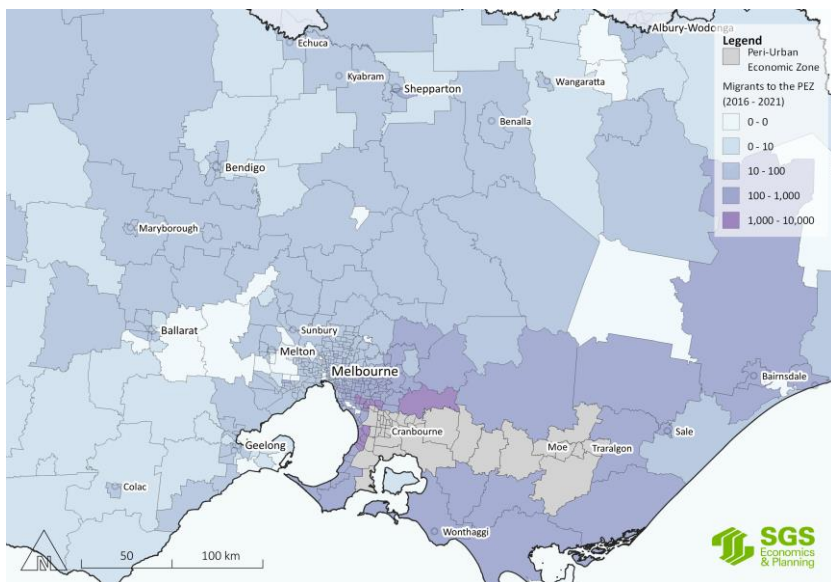 Echuca
Albury-Wodonga
Kyabram
Shepparton
Wangaratta
Benalla
Bendigo
Maryborough
Ballarat
Sunbury
Melton
Melbourne
Bairnsdale
Cranbourne
Geelong
Moe
Traralgon
Sale
Colac
Wonthaggi
Legend
Peri-Urban
Economic Zone
Migrants to the PEZ
(2016 - 2021)
0 - 0
0 - 10
10 - 100
100 - 1,000
1,000 - 10,000
N
50
100 km
SGS
Economics
& Planning